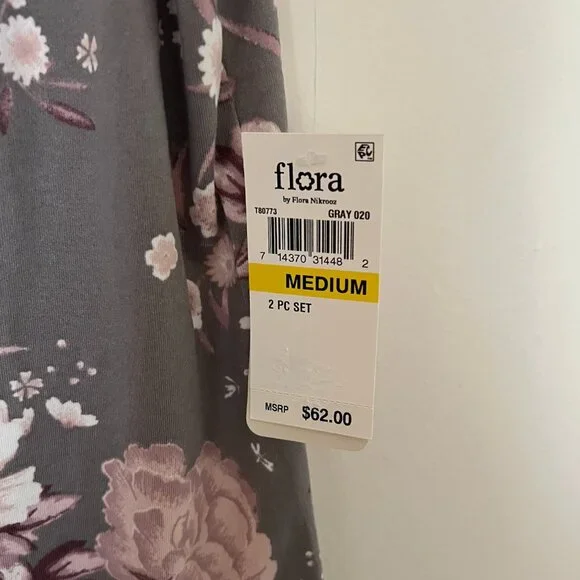 flora
by Flora Nikrooz
T80773 GRAY 020
7 14370 31448 2
MEDIUM
2 PC SET
MSRP $62.00